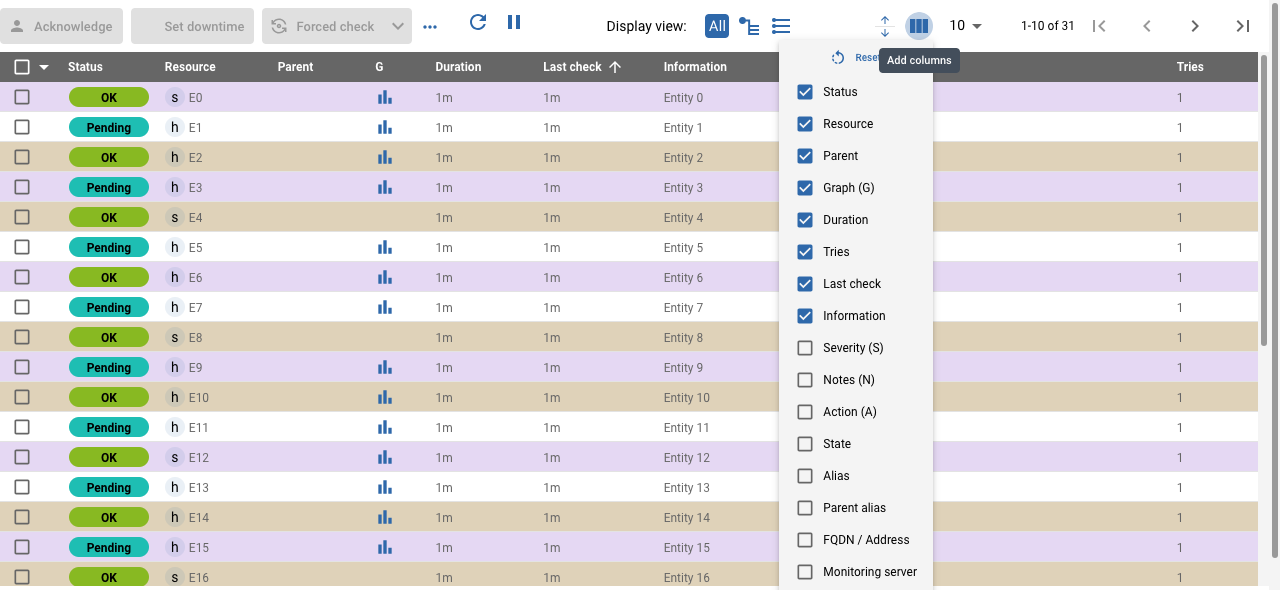 Acknowledge Set downtime Forced check Display view: All 10 1-10 of 31
Reset Add columns
Status Resource Parent G Duration Last check Information Tries
OK s E0 1m 1m Entity 0 1
Pending h E1 1m 1m Entity 1 1
OK h E2 1m 1m Entity 2 1
Pending h E3 1m 1m Entity 3 1
OK s E4 1m 1m Entity 4 1
Pending h E5 1m 1m Entity 5 1
OK h E6 1m 1m Entity 6 1
Pending h E7 1m 1m Entity 7 1
OK s E8 1m 1m Entity 8 1
Pending h E9 1m 1m Entity 9 1
OK h E10 1m 1m Entity 10 1
Pending h E11 1m 1m Entity 11 1
OK s E12 1m 1m Entity 12 1
Pending h E13 1m 1m Entity 13 1
OK h E14 1m 1m Entity 14 1
Pending h E15 1m 1m Entity 15 1
OK s E16 1m 1m Entity 16 1
Status
Resource
Parent
Graph (G)
Duration
Tries
Last check
Information
Severity (S)
Notes (N)
Action (A)
State
Alias
Parent alias
FQDN / Address
Monitoring server